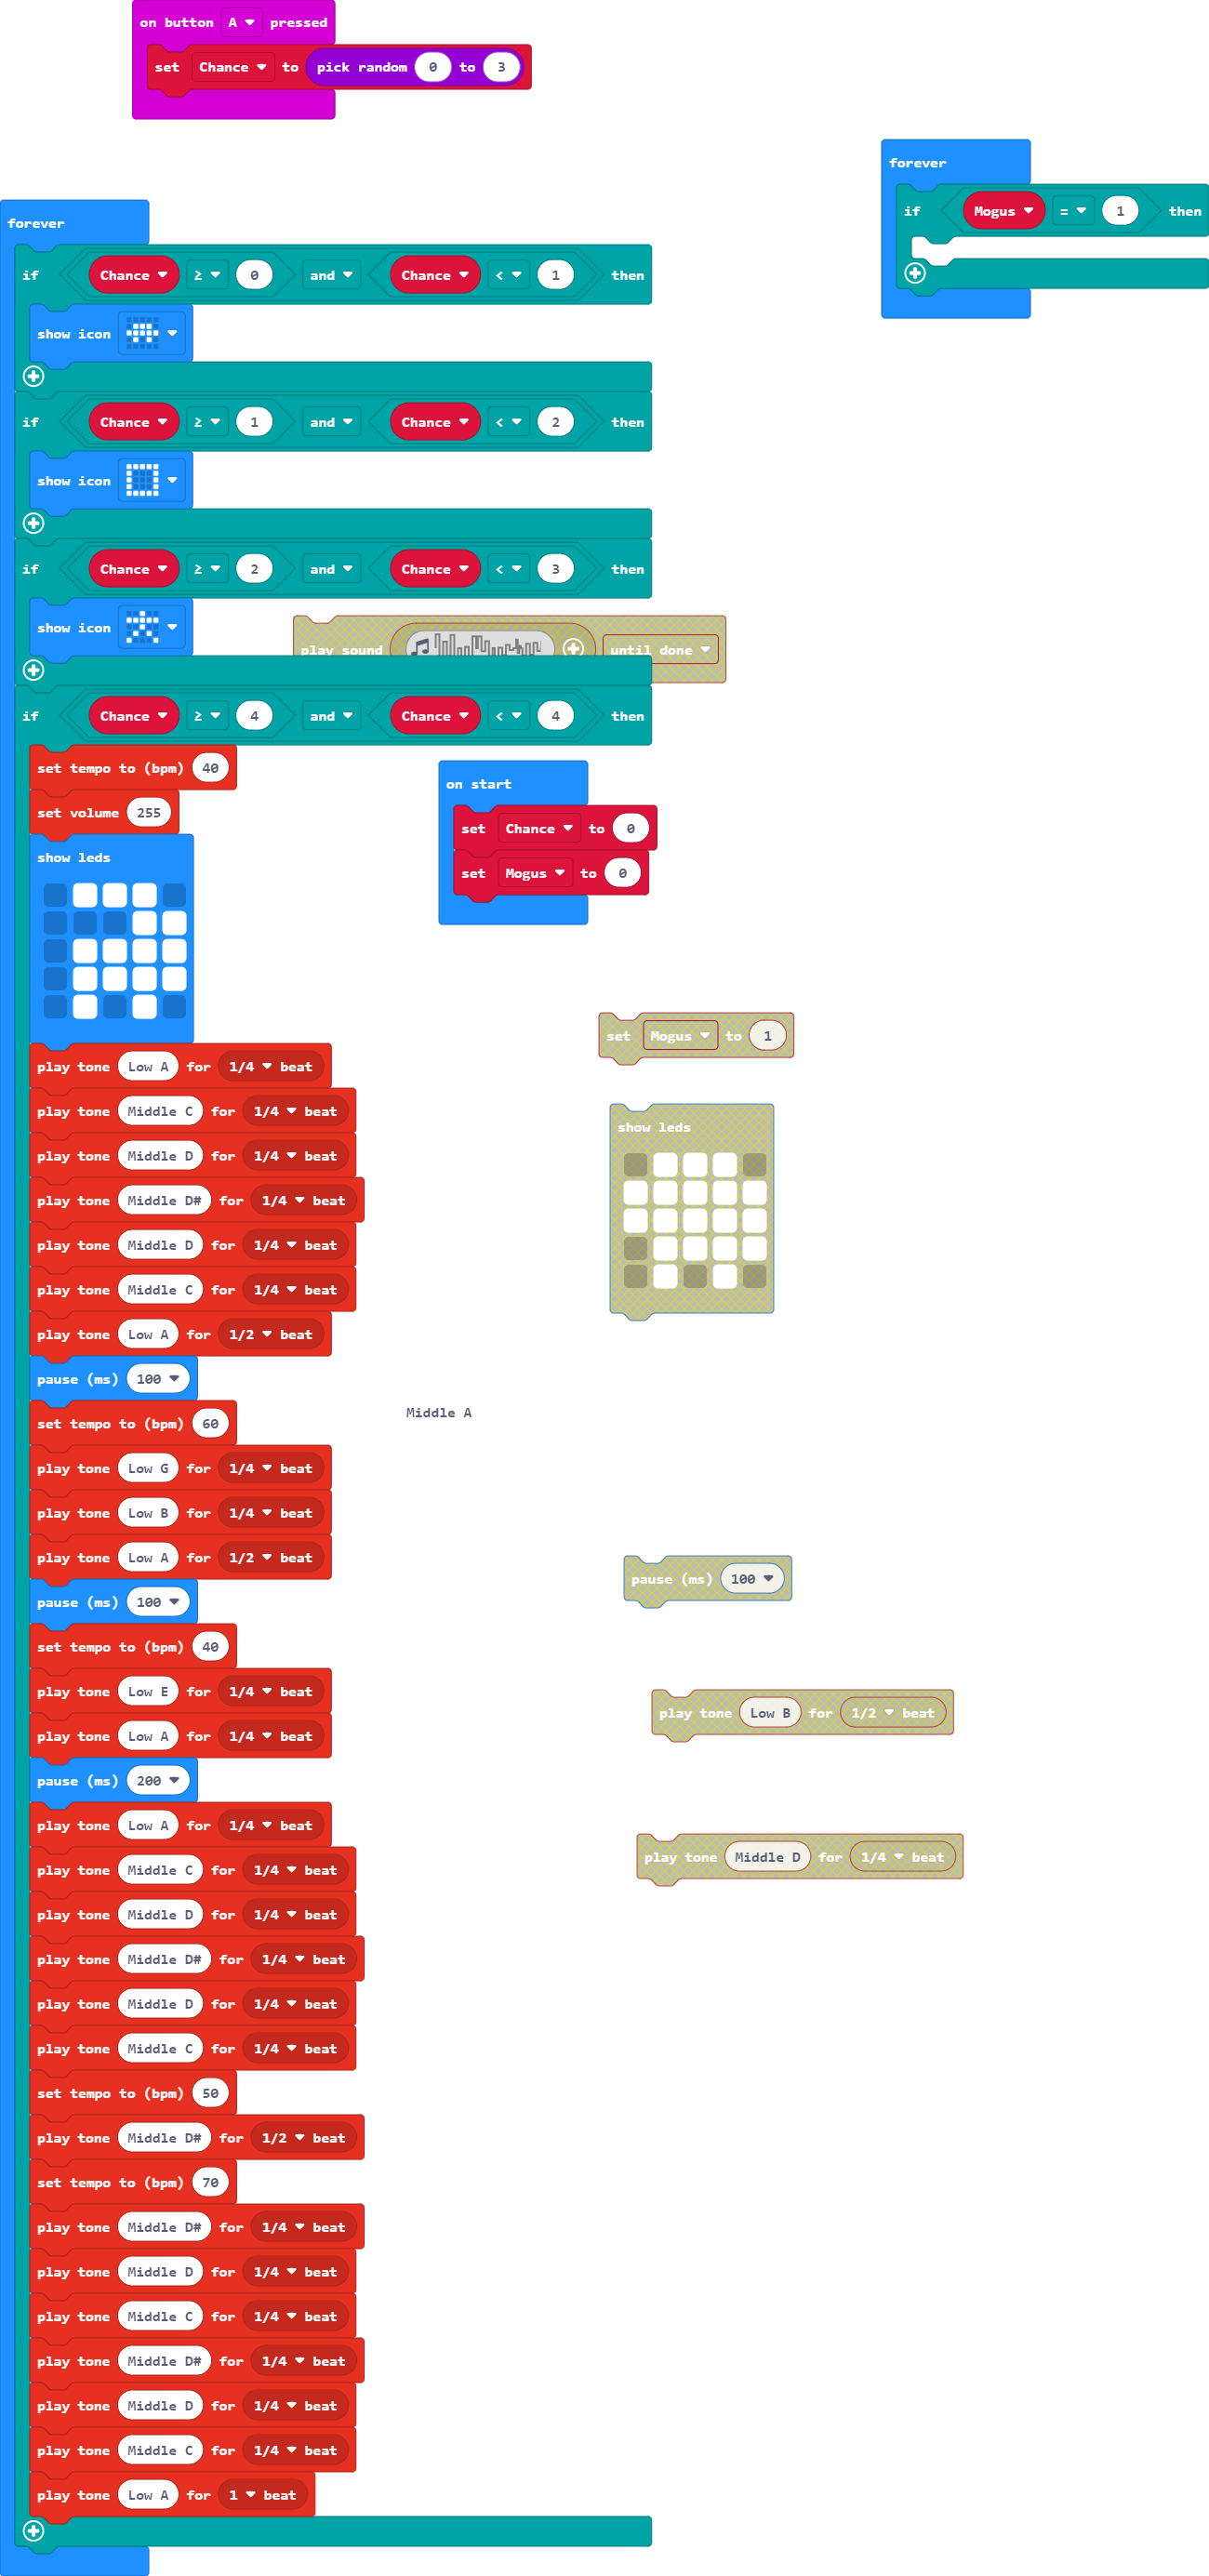 on button A pressed
set Chance to pick random 0 to 3
forever
if Mogus = 1 then
forever
if Chance ≥ 0 and Chance < 1 then
show icon
if Chance ≥ 1 and Chance < 2 then
show icon
if Chance ≥ 2 and Chance < 3 then
show icon
play sound until done
if Chance ≥ 4 and Chance < 4 then
set tempo to (bpm) 40
set volume 255
show leds
on start
set Chance to 0
set Mogus to 0
set Mogus to 1
show leds
play tone Low A for 1/4 beat
play tone Middle C for 1/4 beat
play tone Middle D for 1/4 beat
play tone Middle D# for 1/4 beat
play tone Middle D for 1/4 beat
play tone Middle C for 1/4 beat
play tone Low A for 1/2 beat
pause (ms) 100
Middle A
set tempo to (bpm) 60
play tone Low G for 1/4 beat
play tone Low B for 1/4 beat
play tone Low A for 1/2 beat
pause (ms) 100
pause (ms) 100
set tempo to (bpm) 40
play tone Low E for 1/4 beat
play tone Low B for 1/2 beat
play tone Low A for 1/4 beat
pause (ms) 200
play tone Low A for 1/4 beat
play tone Middle D for 1/4 beat
play tone Middle C for 1/4 beat
play tone Middle D for 1/4 beat
play tone Middle D# for 1/4 beat
play tone Middle D for 1/4 beat
play tone Middle C for 1/4 beat
set tempo to (bpm) 50
play tone Middle D# for 1/2 beat
set tempo to (bpm) 70
play tone Middle D# for 1/4 beat
play tone Middle D for 1/4 beat
play tone Middle C for 1/4 beat
play tone Middle D# for 1/4 beat
play tone Middle D for 1/4 beat
play tone Middle C for 1/4 beat
play tone Low A for 1 beat